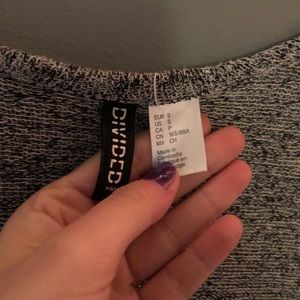 DIVIDED
EUR S
US S
CA P
CN 165/88A
MX CH
Made in
Cambodia